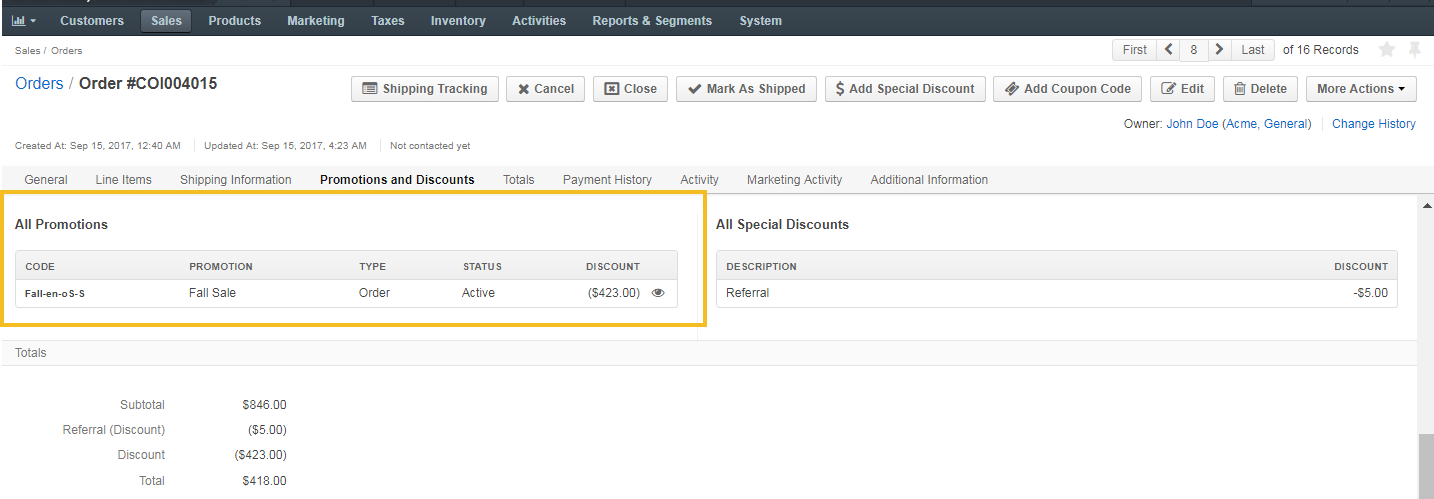 Customers Sales Products Marketing Taxes Inventory Activities Reports & Segments System
Sales / Orders
First 8 Last of 16 Records
Orders / Order #COI004015
Shipping Tracking Cancel Close Mark As Shipped Add Special Discount Add Coupon Code Edit Delete More Actions
Owner: John Doe (Acme, General) Change History
Created At: Sep 15, 2017, 12:40 AM Updated At: Sep 15, 2017, 4:23 AM Not contacted yet
General Line Items Shipping Information Promotions and Discounts Totals Payment History Activity Marketing Activity Additional Information
All Promotions
CODE PROMOTION TYPE STATUS DISCOUNT
Fall-en-oS-S Fall Sale Order Active ($423.00)
All Special Discounts
DESCRIPTION DISCOUNT
Referral -$5.00
Totals
Subtotal $846.00
Referral (Discount) ($5.00)
Discount ($423.00)
Total $418.00